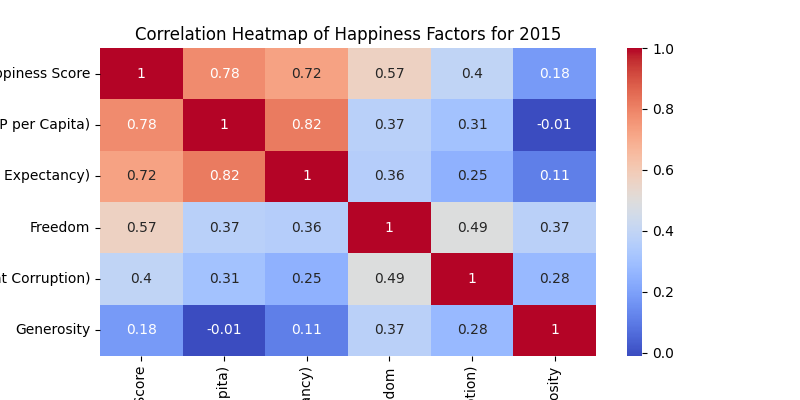 Correlation Heatmap of Happiness Factors for 2015
ppiness Score 1 0.78 0.72 0.57 0.4 0.18
P per Capita) 0.78 1 0.82 0.37 0.31 -0.01
Expectancy) 0.72 0.82 1 0.36 0.25 0.11
Freedom 0.57 0.37 0.36 1 0.49 0.37
t Corruption) 0.4 0.31 0.25 0.49 1 0.28
Generosity 0.18 -0.01 0.11 0.37 0.28 1
Score
pita)
ancy)
dom
tion)
osity
1.0
0.8
0.6
0.4
0.2
0.0